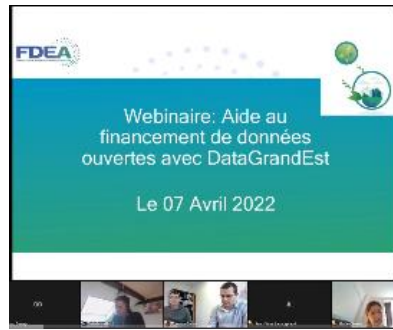 FDEA
Webinaire: Aide au
financement de données
ouvertes avec DataGrandEst
Le 07 Avril 2022